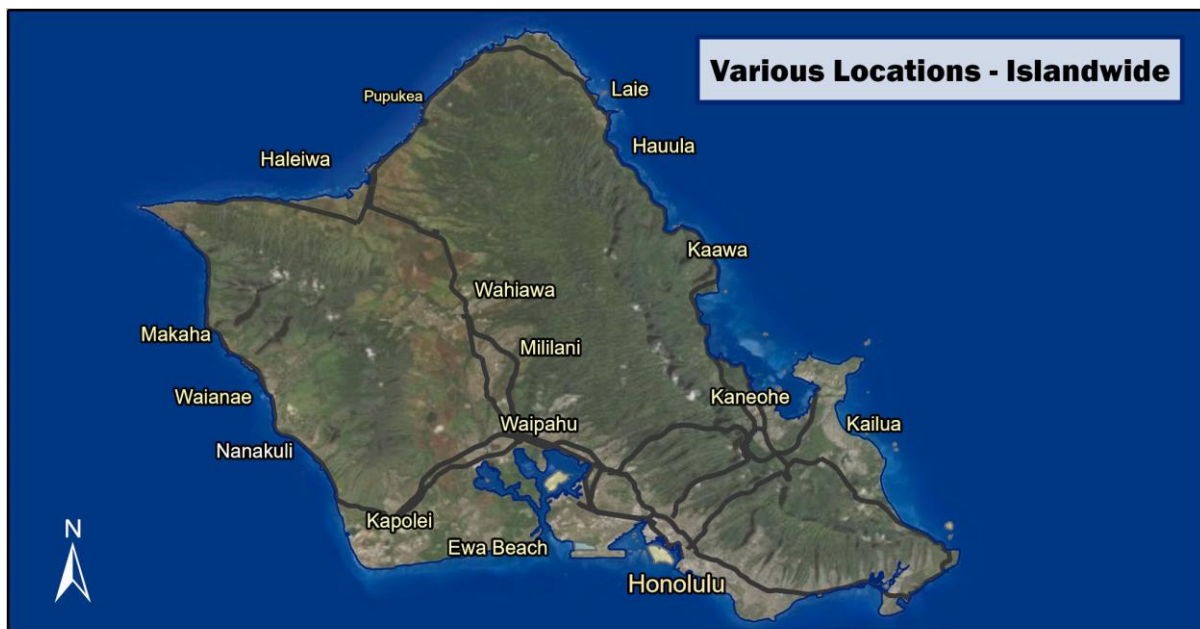 Various Locations - Islandwide
Laie
Pupukea
Hauula
Haleiwa
Kaawa
Wahiawa
Makaha
Mililani
Waianae
Kaneohe
Waipahu
Kailua
Nanakuli
Kapolei
N
Ewa Beach
Honolulu